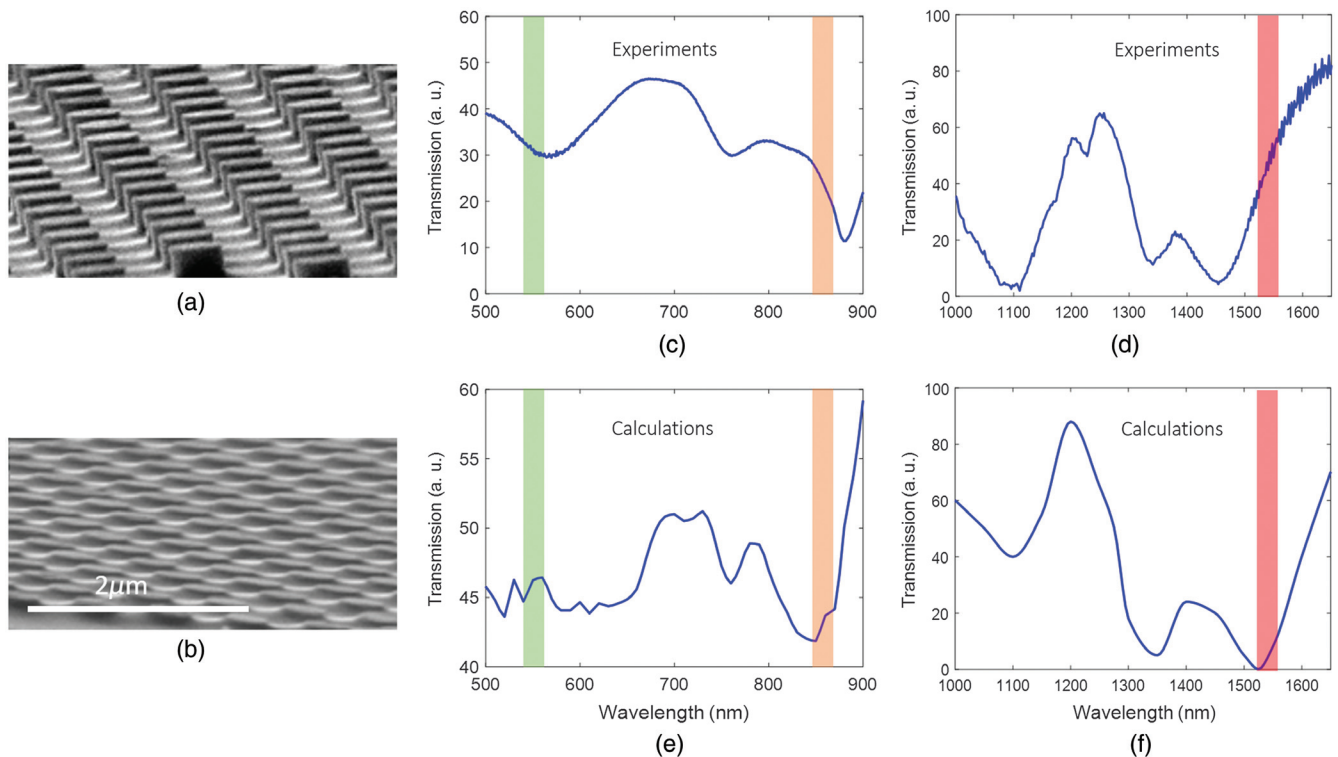 (a)
2μm
(b)
60
50
40
30
20
10
0
Transmission (a. u.)
Experiments
500
600
700
800
900
(c)
100
80
60
40
20
0
Transmission (a. u.)
Experiments
1000
1100
1200
1300
1400
1500
1600
(d)
60
55
50
45
40
Transmission (a. u.)
Calculations
500
600
700
800
900
Wavelength (nm)
(e)
100
80
60
40
20
0
Transmission (a. u.)
Calculations
1000
1100
1200
1300
1400
1500
1600
Wavelength (nm)
(f)